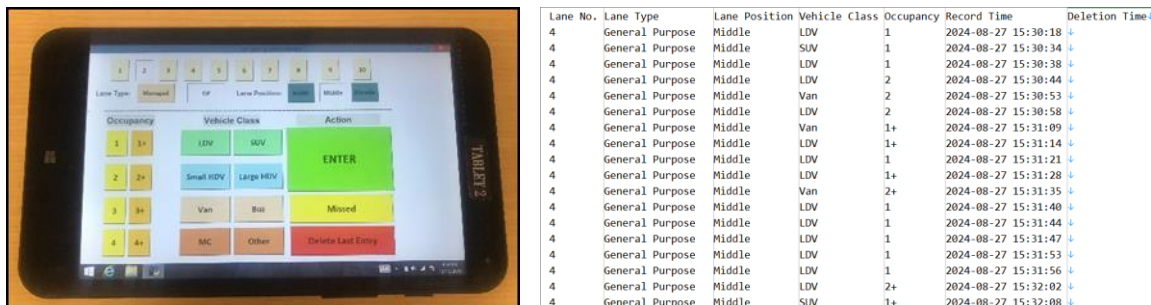 1 2 3 4 5 6 7 8 9 10
Lane Type: Managed GP Lane Position: Middle
Occupancy Vehicle Class Action
1 1+ LDV SUV ENTER
2 2+ Small HDV Large HDV
3 3+ Van Bus Missed
4 4+ MC Other Delete Last Entry
TABLET 2
Lane No. Lane Type Lane Position Vehicle Class Occupancy Record Time Deletion Time↓
4 General Purpose Middle LDV 1 2024-08-27 15:30:18 ↓
4 General Purpose Middle SUV 1 2024-08-27 15:30:34 ↓
4 General Purpose Middle LDV 1 2024-08-27 15:30:38 ↓
4 General Purpose Middle LDV 2 2024-08-27 15:30:44 ↓
4 General Purpose Middle Van 2 2024-08-27 15:30:53 ↓
4 General Purpose Middle LDV 2 2024-08-27 15:30:58 ↓
4 General Purpose Middle Van 1+ 2024-08-27 15:31:09 ↓
4 General Purpose Middle LDV 1+ 2024-08-27 15:31:14 ↓
4 General Purpose Middle LDV 1 2024-08-27 15:31:21 ↓
4 General Purpose Middle LDV 1+ 2024-08-27 15:31:28 ↓
4 General Purpose Middle Van 2+ 2024-08-27 15:31:35 ↓
4 General Purpose Middle LDV 1 2024-08-27 15:31:40 ↓
4 General Purpose Middle LDV 1 2024-08-27 15:31:44 ↓
4 General Purpose Middle LDV 1 2024-08-27 15:31:47 ↓
4 General Purpose Middle LDV 1 2024-08-27 15:31:53 ↓
4 General Purpose Middle LDV 1 2024-08-27 15:31:56 ↓
4 General Purpose Middle LDV 2+ 2024-08-27 15:32:02 ↓
4 General Purpose Middle SUV 1+ 2024-08-27 15:32:08 ↓